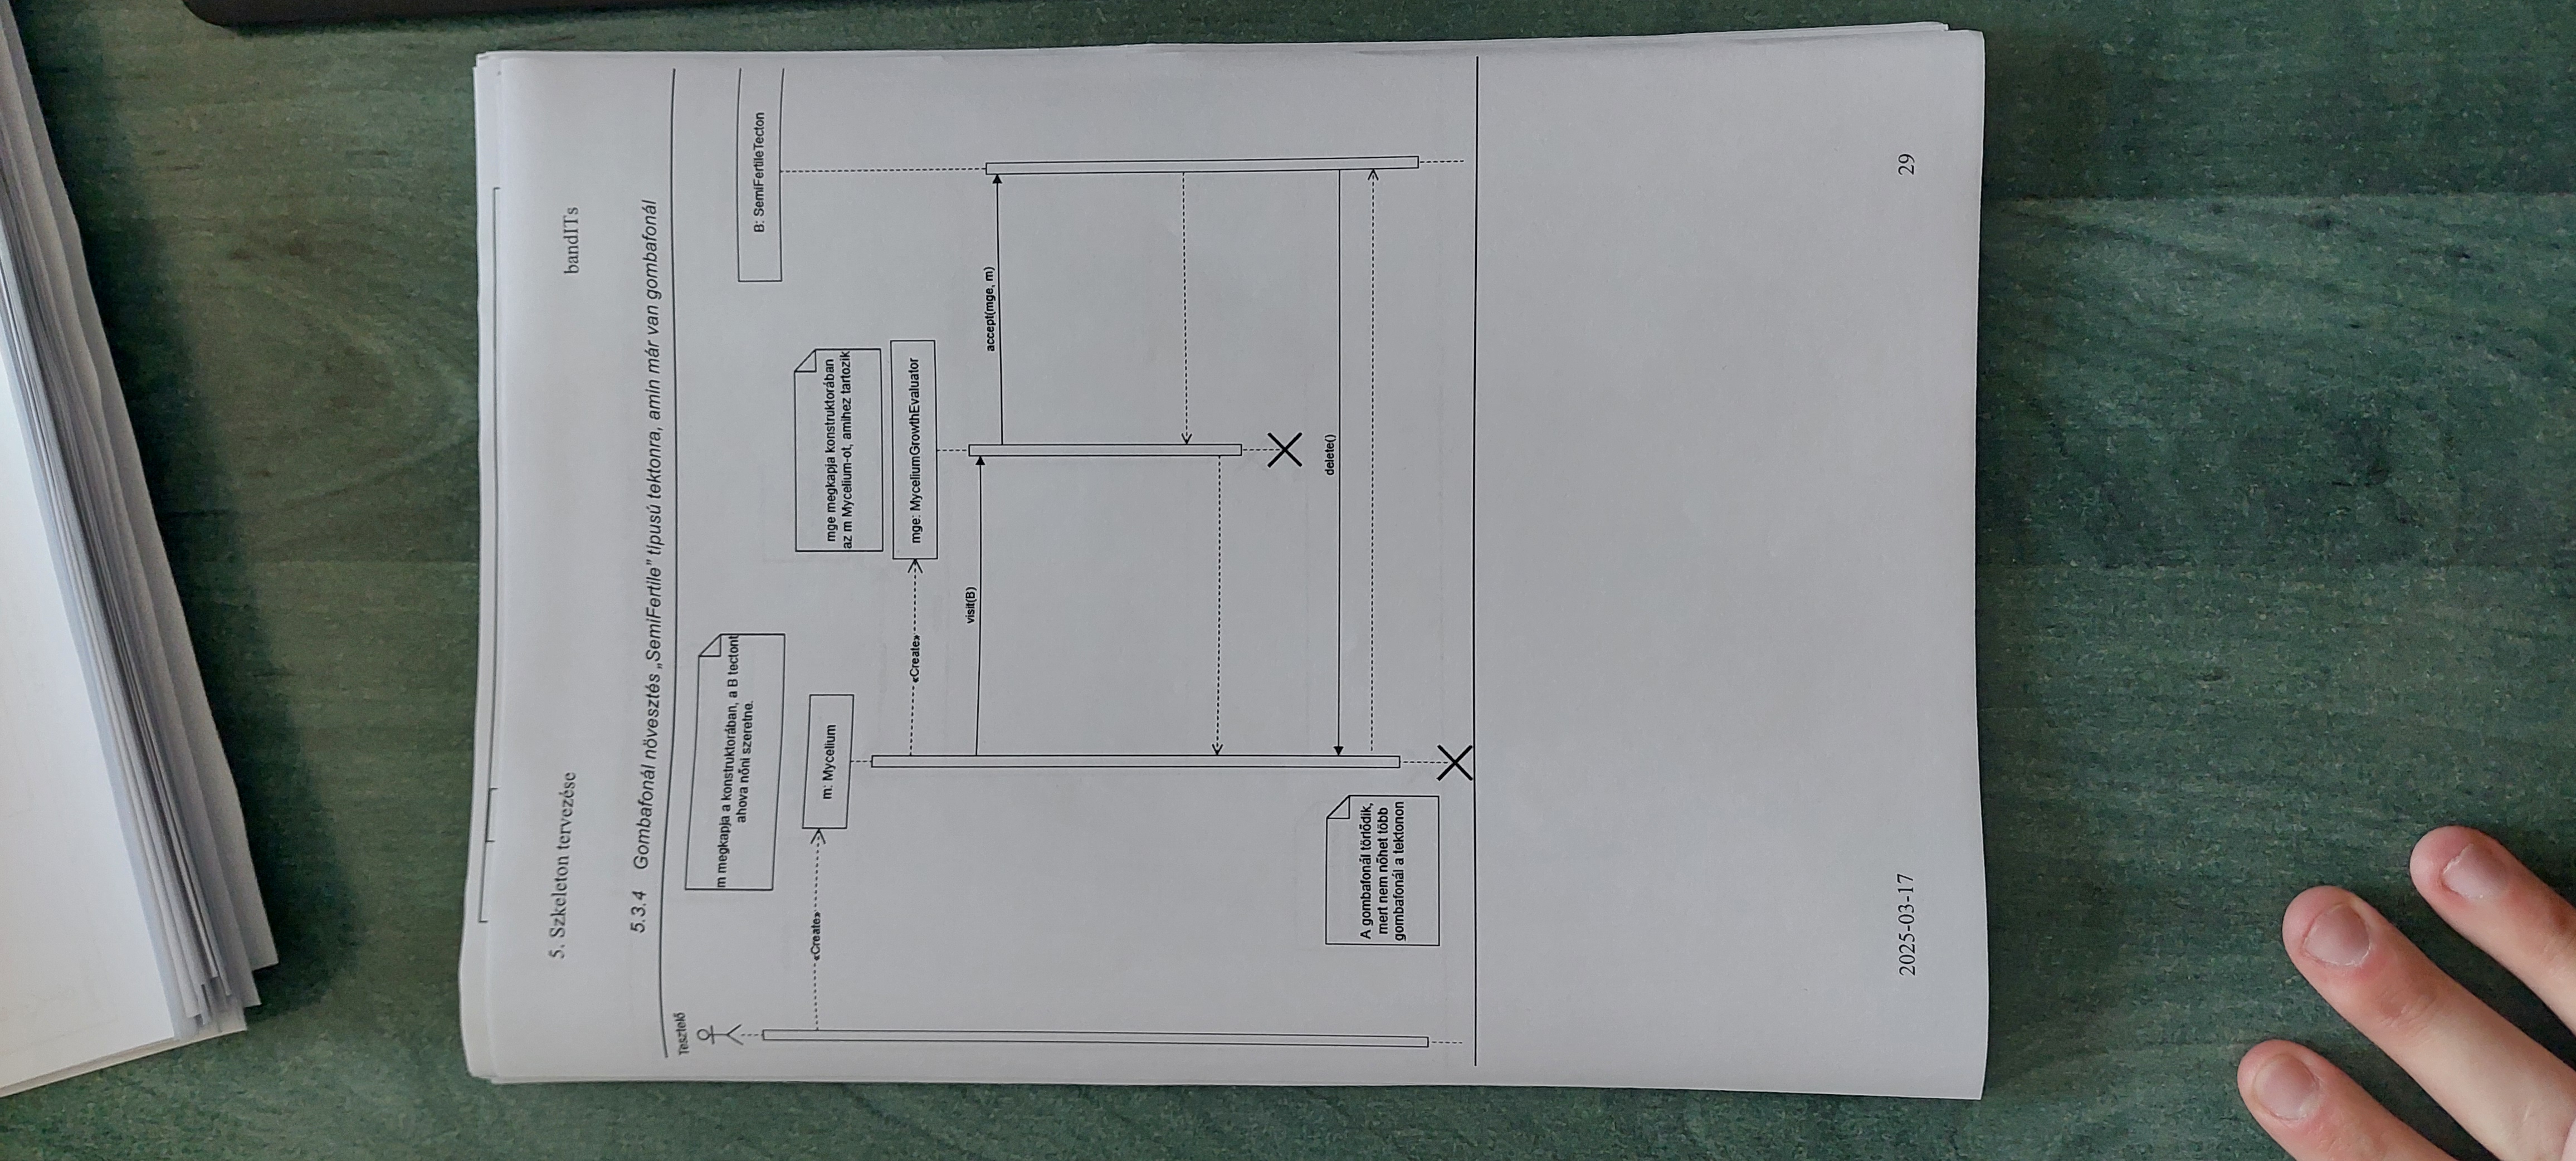 5. Szkeleton tervezése
bandITs
5.3.4 Gombafonál növesztés „SemiFertile” típusú tektonra, amin már van gombafonál
Tesztelő
m megkapja a konstruktorában, a B tectont
ahova nőni szeretne.
B: SemiFertileTecton
«Create»
m: Mycelium
mge megkapja konstruktorában
az m Mycelium-ot, amihez tartozik
«Create»
mge: MyceliumGrowthEvaluator
visit(B)
accept(mge, m)
delete()
A gombafonál törlődik,
mert nem nőhet több
gombafonál a tektonon
2025-03-17
29